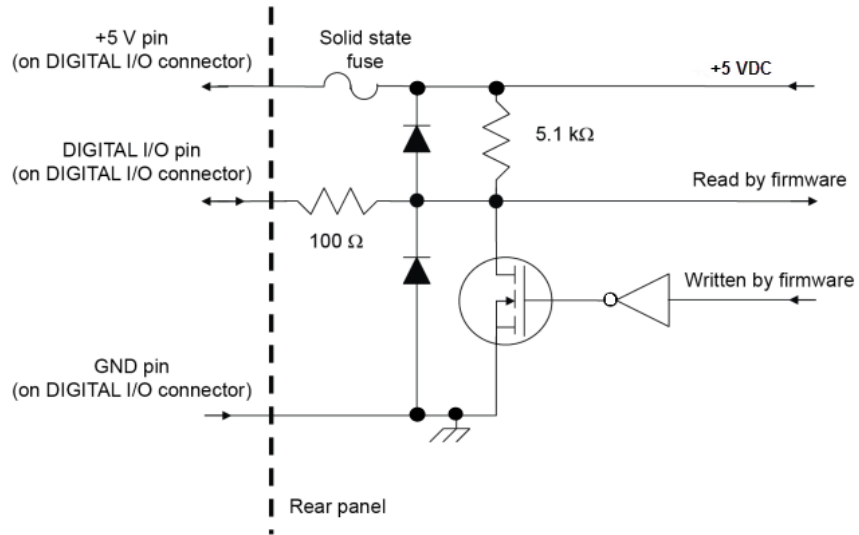 +5 V pin
(on DIGITAL I/O connector)
Solid state
fuse
+5 VDC
5.1 kΩ
DIGITAL I/O pin
(on DIGITAL I/O connector)
Read by firmware
100 Ω
Written by firmware
GND pin
(on DIGITAL I/O connector)
Rear panel